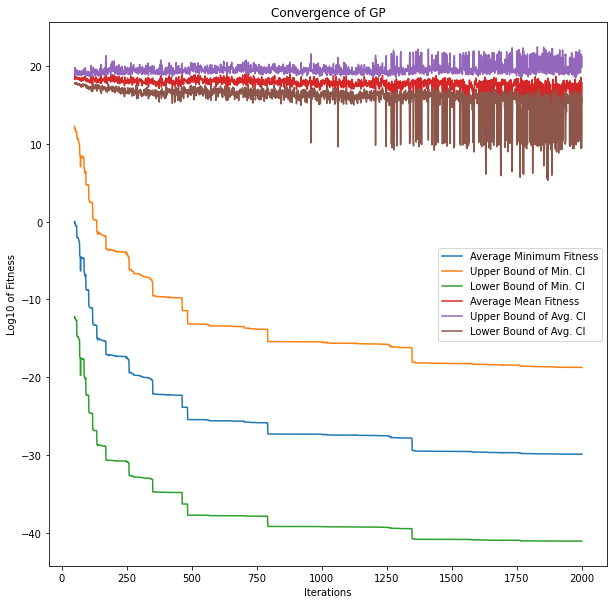 Convergence of GP
Log10 of Fitness
20
10
0
−10
−20
−30
−40
Average Minimum Fitness
Upper Bound of Min. CI
Lower Bound of Min. CI
Average Mean Fitness
Upper Bound of Avg. CI
Lower Bound of Avg. CI
0 250 500 750 1000 1250 1500 1750 2000
Iterations